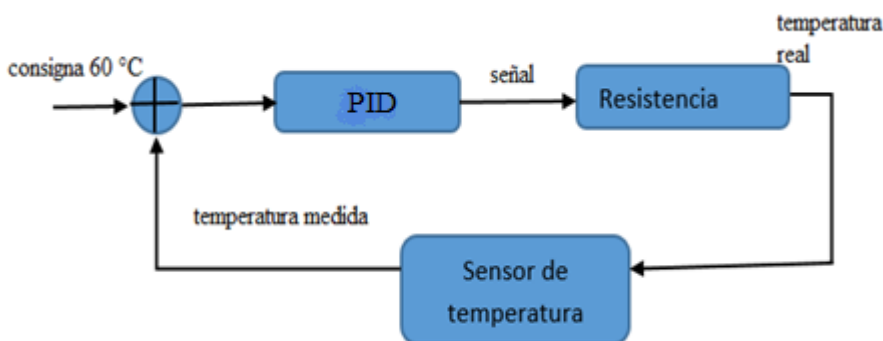 consigna 60 °C
PID
señal
Resistencia
temperatura
real
temperatura medida
Sensor de
temperatura